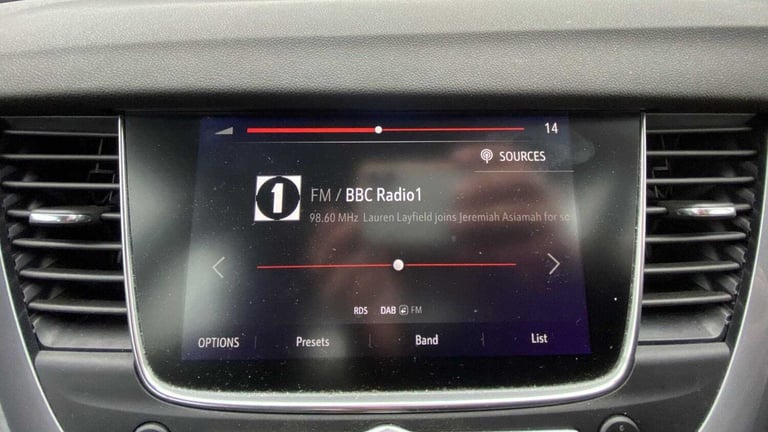 14
SOURCES
1
FM / BBC Radio1
98.60 MHz Lauren Layfield joins Jeremiah Asiamah for so
RDS DAB FM
OPTIONS Presets Band List